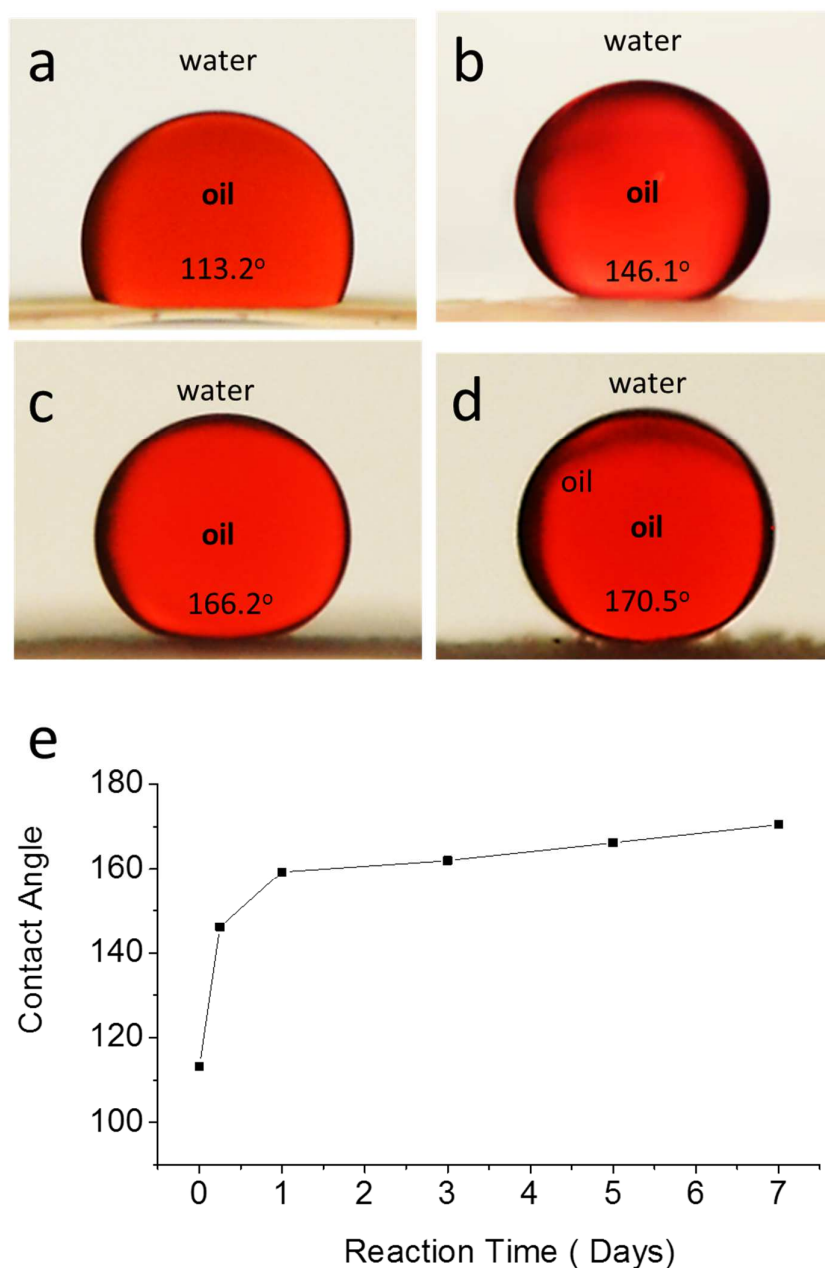 a
water
oil
113.2°
b
water
oil
146.1°
c
water
oil
166.2°
d
water
oil
oil
170.5°
e
180
160
140
120
100
Contact Angle
0 1 2 3 4 5 6 7
Reaction Time ( Days)